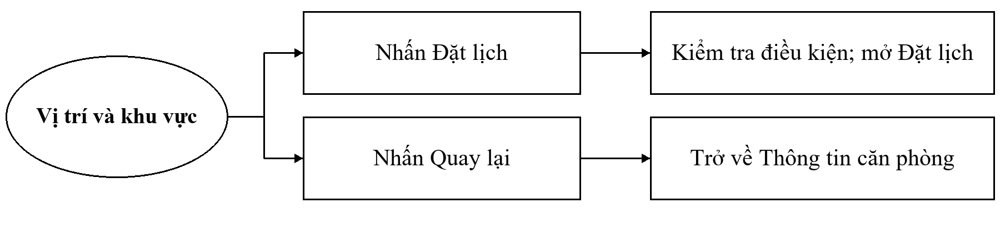 Vị trí và khu vực
Nhấn Đặt lịch
Kiểm tra điều kiện; mở Đặt lịch
Nhấn Quay lại
Trở về Thông tin căn phòng